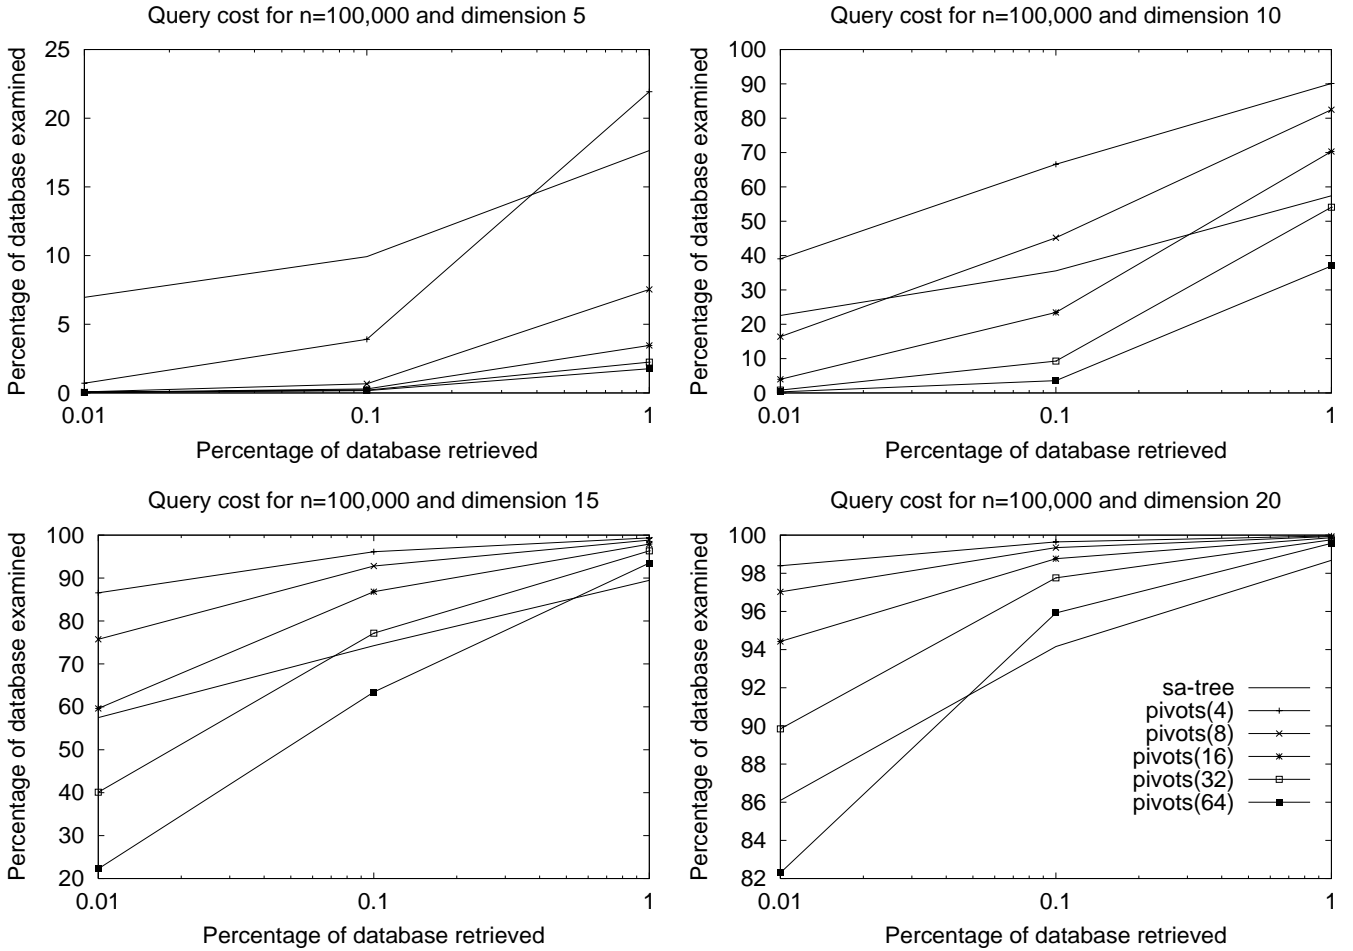 Query cost for n=100,000 and dimension 5
Percentage of database examined
25
20
15
10
5
0
0.01
0.1
1
Percentage of database retrieved
Query cost for n=100,000 and dimension 10
Percentage of database examined
100
90
80
70
60
50
40
30
20
10
0
0.01
0.1
1
Percentage of database retrieved
Query cost for n=100,000 and dimension 15
Percentage of database examined
100
90
80
70
60
50
40
30
20
0.01
0.1
1
Percentage of database retrieved
Query cost for n=100,000 and dimension 20
Percentage of database examined
100
98
96
94
92
90
88
86
84
82
0.01
0.1
1
Percentage of database retrieved
sa-tree
pivots(4)
pivots(8)
pivots(16)
pivots(32)
pivots(64)